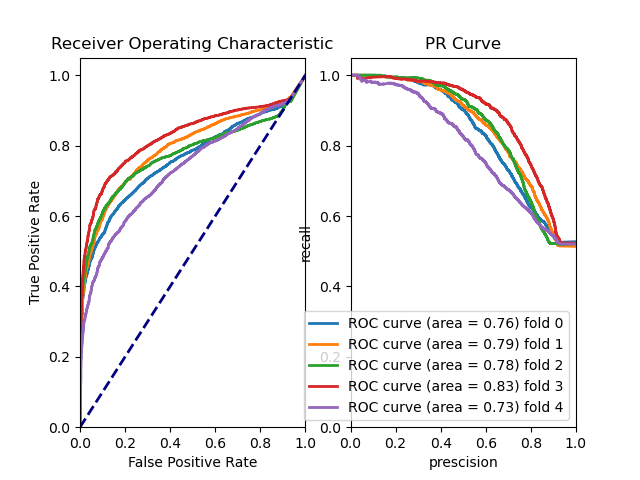 Receiver Operating Characteristic
1.0
0.8
0.6
0.4
0.2
0.0
True Positive Rate
0.0 0.2 0.4 0.6 0.8 1.0
False Positive Rate
PR Curve
1.0
0.8
0.6
0.4
0.2
0.0
recall
0.0 0.2 0.4 0.6 0.8 1.0
prescision
ROC curve (area = 0.76) fold 0
ROC curve (area = 0.79) fold 1
ROC curve (area = 0.78) fold 2
ROC curve (area = 0.83) fold 3
ROC curve (area = 0.73) fold 4